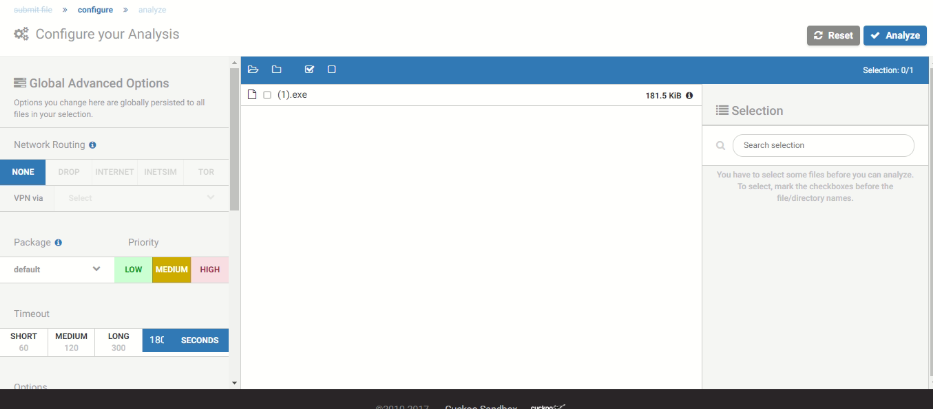 submit file » configure » analyze
Configure your Analysis
Reset
Analyze
Selection: 0/1
Global Advanced Options
Options you change here are globally persisted to all
files in your selection.
(1).exe
181.5 KiB
Selection
Search selection
You have to select some files before you can analyze.
To select, mark the checkboxes before the
file/directory names.
Network Routing
NONE DROP INTERNET INETSIM TOR
VPN via Select
Package Priority
default LOW MEDIUM HIGH
Timeout
SHORT MEDIUM LONG
60 120 300
180 SECONDS
Options
©2010-2017 Cuckoo Sandbox cuckoo